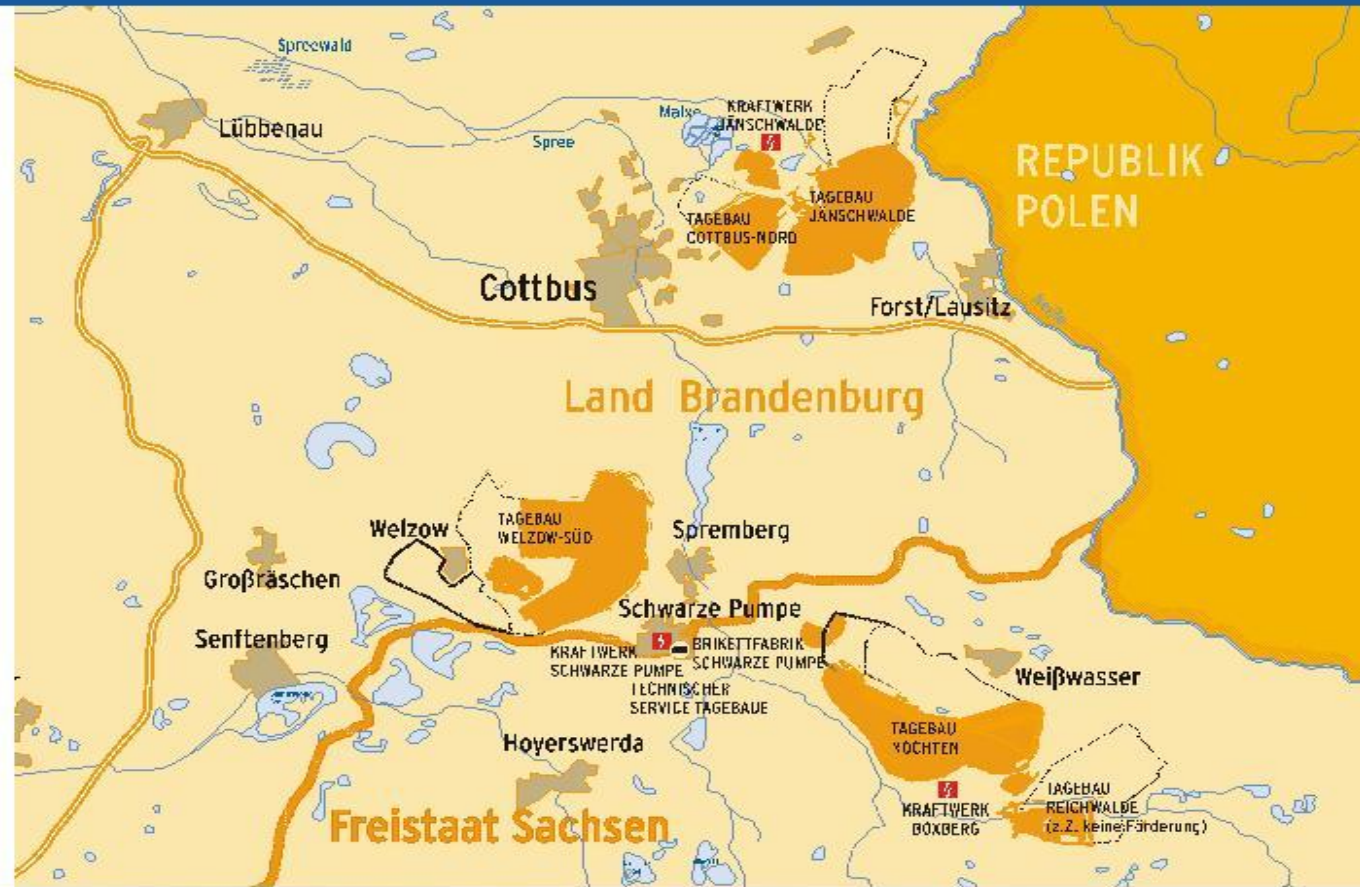 Spreewald
Lübbenau
Spree
Malxe
KRAFTWERK
JÄNSCHWALDE
TAGEBAU
COTTBUS-NORD
TAGEBAU
JÄNSCHWALDE
REPUBLIK
POLEN
Cottbus
Forst/Lausitz
Neiße
Land Brandenburg
Welzow
TAGEBAU
WELZOW-SÜD
Spremberg
Großräschen
Senftenberg
Schwarze Pumpe
KRAFTWERK
SCHWARZE PUMPE
BRIKETTFABRIK
SCHWARZE PUMPE
TECHNISCHER
SERVICE TAGEBAUE
Weißwasser
Hoyerswerda
TAGEBAU
NOCHTEN
KRAFTWERK
BOXBERG
TAGEBAU
REICHWALDE
(z.Z. keine Förderung)
Freistaat Sachsen